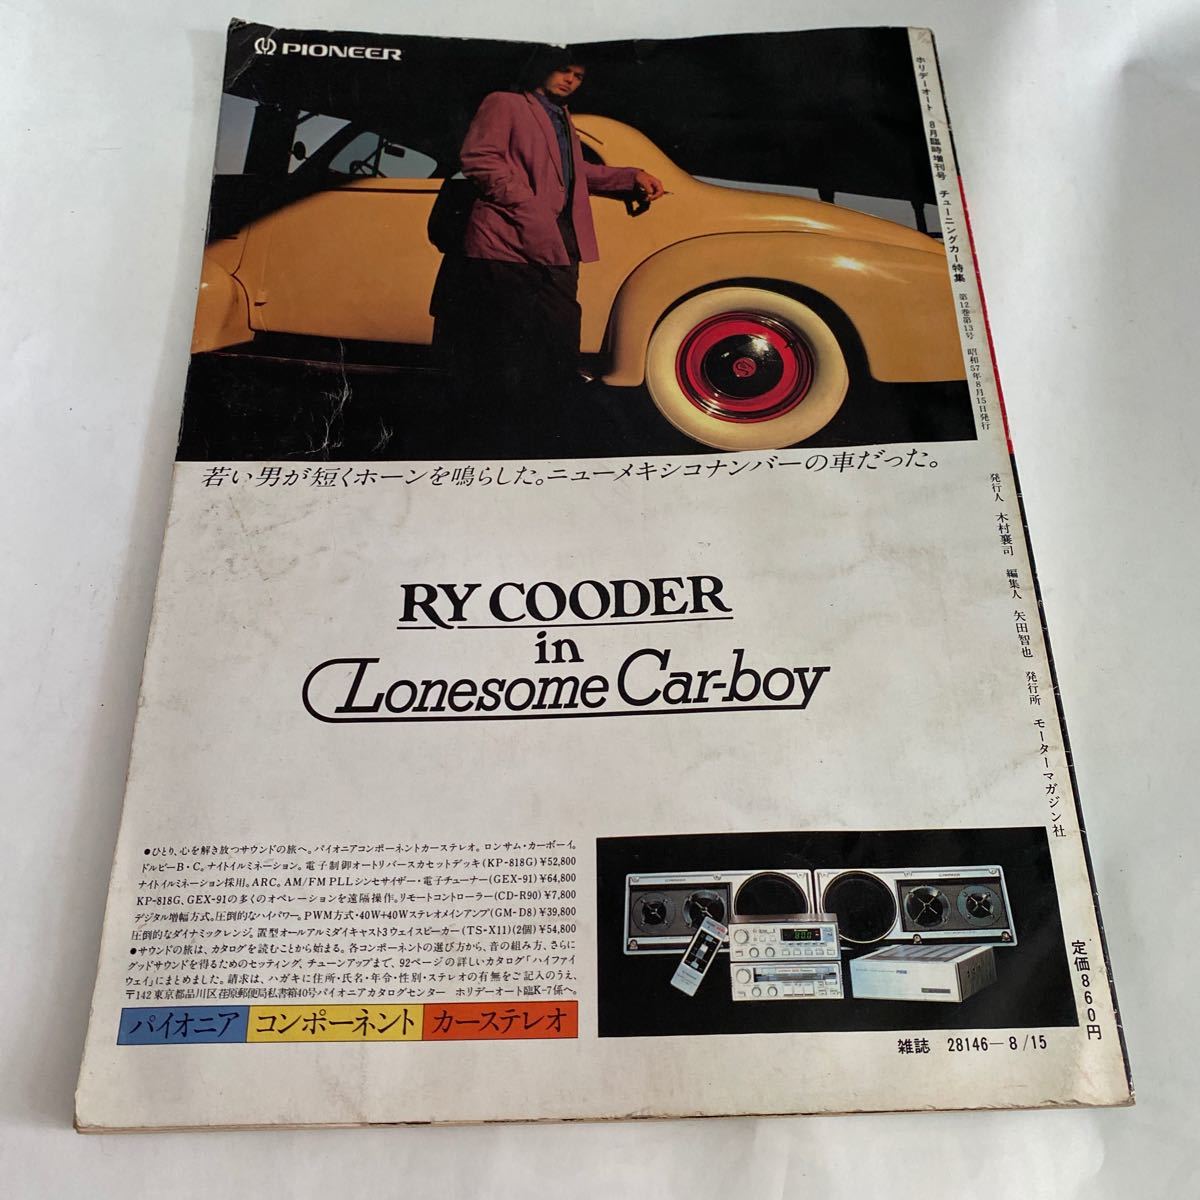 PIONEER
ホリデーオート 8月臨時増刊号 チューニングカー特集 第12巻第13号 昭和57年8月15日発行
発行人 木村襄司 編集人 矢田智也 発行所 モーターマガジン社
定価860円
若い男が短くホーンを鳴らした。ニューメキシコナンバーの車だった。
RY COODER
in
Lonesome Car-boy
●ひとり、心を解き放つサウンドの旅へ。パイオニアコンポーネントカーステレオ。ロンサム・カーボーイ。
ドルビーB・C。ナイトイルミネーション。電子制御オートリバースカセットデッキ(KP-818G)¥52,800
ナイトイルミネーション採用。ARC。AM/FM PLLシンセサイザー・電子チューナー(GEX-91)¥64,800
KP-818G、GEX-91の多くのオペレーションを遠隔操作。リモートコントローラー(CD-R90)¥7,800
デジタル増幅方式。圧倒的なハイパワー。PWM方式・40W+40Wステレオメインアンプ(GM-D8)¥39,800
圧倒的なダイナミックレンジ。置型オールアルミダイキャスト3ウェイスピーカー(TS-X11)(2個)¥54,800
●サウンドの旅は、カタログを読むことから始まる。各コンポーネントの選び方から、音の組み方、さらに
グッドサウンドを得るためのセッティング、チューンアップまで、92ページの詳しいカタログ「ハイファイ
ウェイ」にまとめました。請求は、ハガキに住所・氏名・年令・性別・ステレオの有無をご記入のうえ、
〒142 東京都品川区荏原郵便局私書箱40号パイオニアカタログセンター ホリデーオート臨K-7係へ。
パイオニア コンポーネント カーステレオ
雑誌 28146―8/15